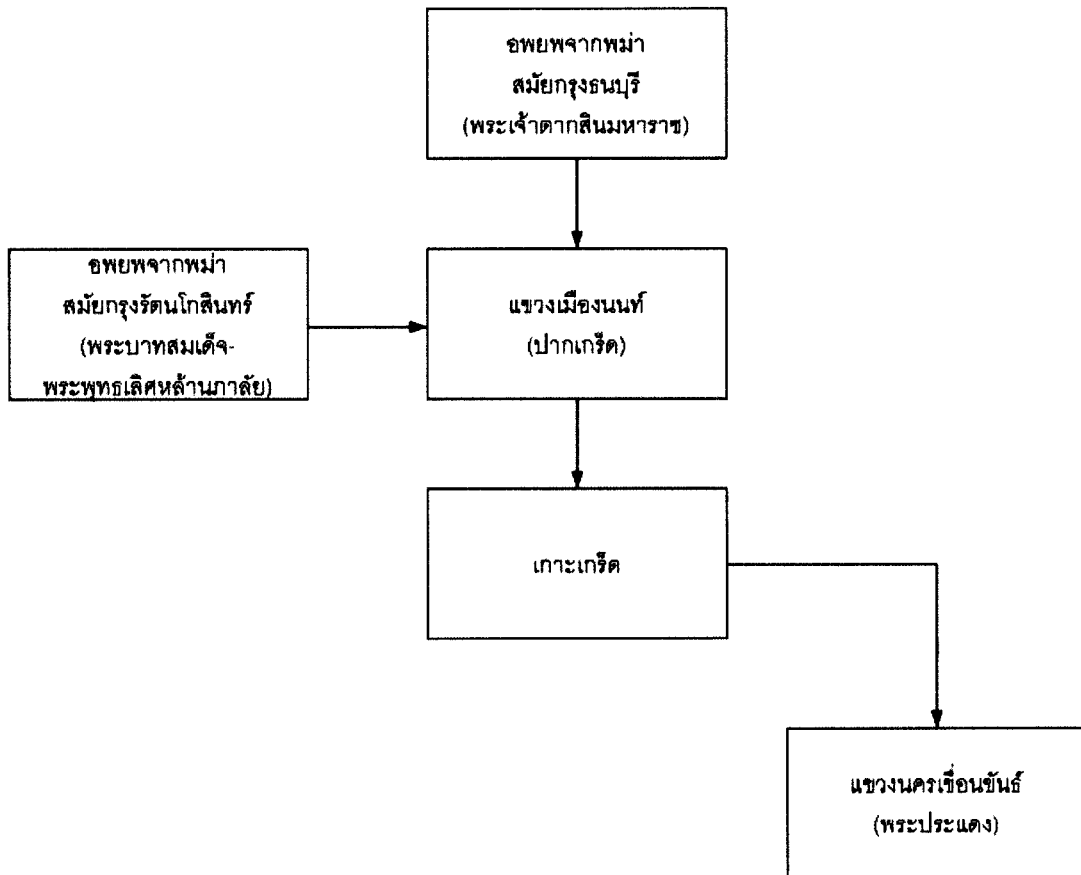 อพยพจากพม่า
สมัยกรุงธนบุรี
(พระเจ้าตากสินมหาราช)
อพยพจากพม่า
สมัยกรุงรัตนโกสินทร์
(พระบาทสมเด็จ-
พระพุทธเลิศหล้านภาลัย)
แขวงเมืองนนท์
(ปากเกร็ด)
เกาะเกร็ด
แขวงนครเขื่อนขันธ์
(พระประแดง)